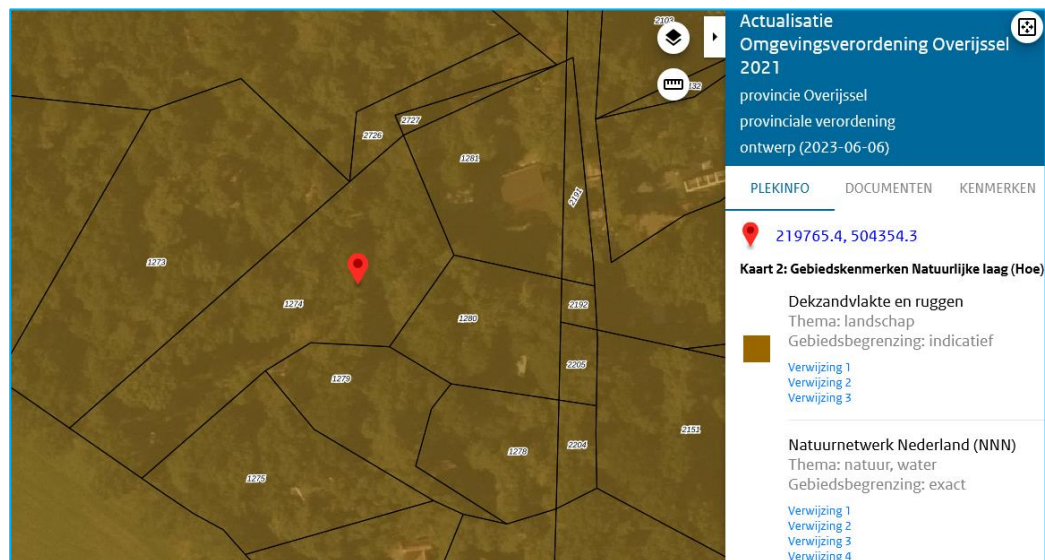 2103
2132
2726
2727
1281
2191
1273
1274
2192
1280
2205
1279
2151
1278
2204
1275
Actualisatie
Omgevingsverordening Overijssel
2021
provincie Overijssel
provinciale verordening
ontwerp (2023-06-06)
PLEKINFO DOCUMENTEN KENMERKEN
219765.4, 504354.3
Kaart 2: Gebiedskenmerken Natuurlijke laag (Hoe)
Dekzandvlakte en ruggen
Thema: landschap
Gebiedsbegrenzing: indicatief
Verwijzing 1
Verwijzing 2
Verwijzing 3
Natuurnetwerk Nederland (NNN)
Thema: natuur, water
Gebiedsbegrenzing: exact
Verwijzing 1
Verwijzing 2
Verwijzing 3
Verwijzing 4